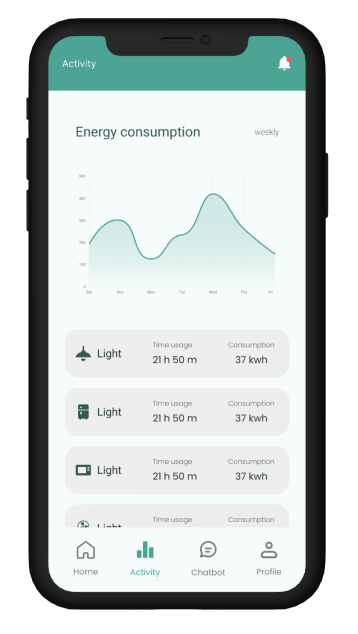 Activity
Energy consumption weekly
500
400
300
200
100
0
Sat Sun Mon Tue Wed Thu Fri
Light Time usage Consumption
21 h 50 m 37 kwh
Light Time usage Consumption
21 h 50 m 37 kwh
Light Time usage Consumption
21 h 50 m 37 kwh
Light Time usage Consumption
Home Activity Chatbot Profile